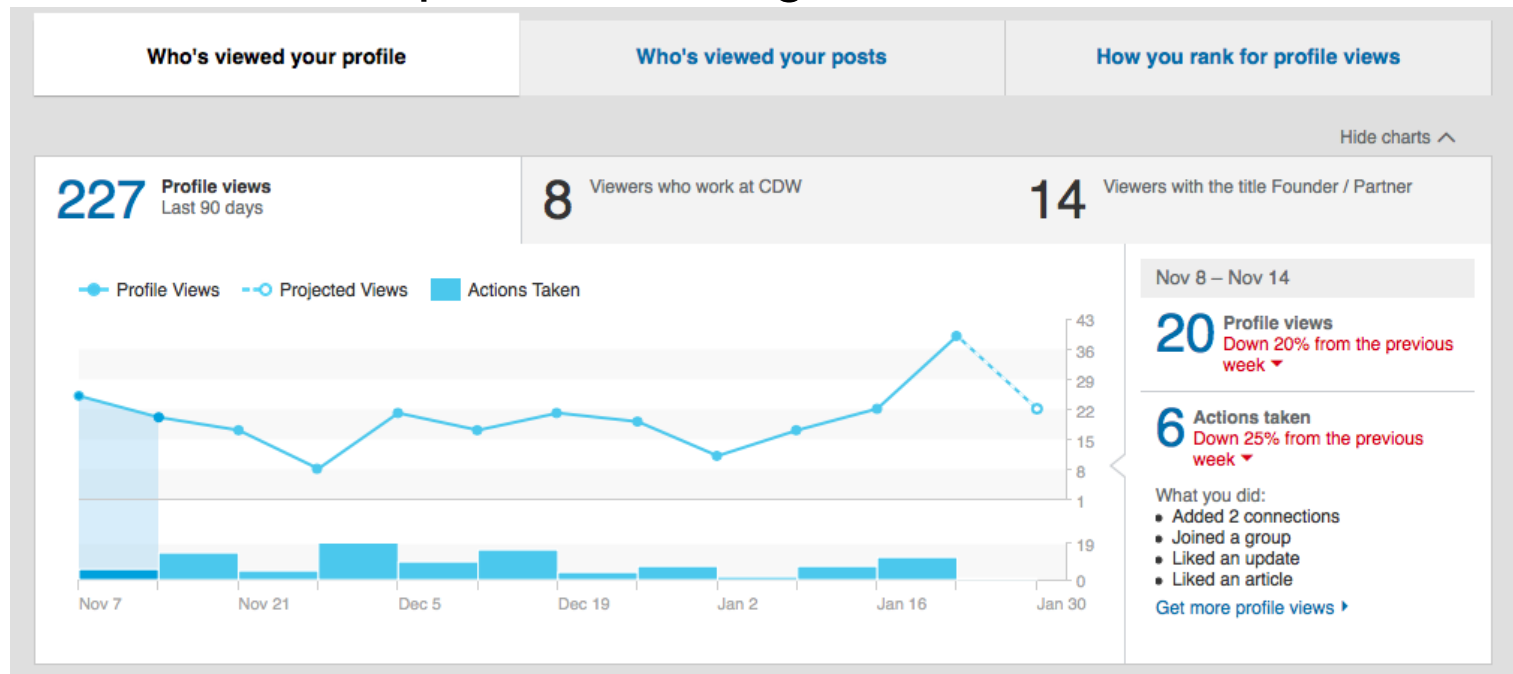 Who's viewed your profile
Who's viewed your posts
How you rank for profile views
Hide charts
227 Profile views
Last 90 days
8 Viewers who work at CDW
14 Viewers with the title Founder / Partner
Profile Views
Projected Views
Actions Taken
43
36
29
22
15
8
1
19
0
Nov 7
Nov 21
Dec 5
Dec 19
Jan 2
Jan 16
Jan 30
Nov 8 – Nov 14
20 Profile views
Down 20% from the previous
week
6 Actions taken
Down 25% from the previous
week
What you did:
• Added 2 connections
• Joined a group
• Liked an update
• Liked an article
Get more profile views